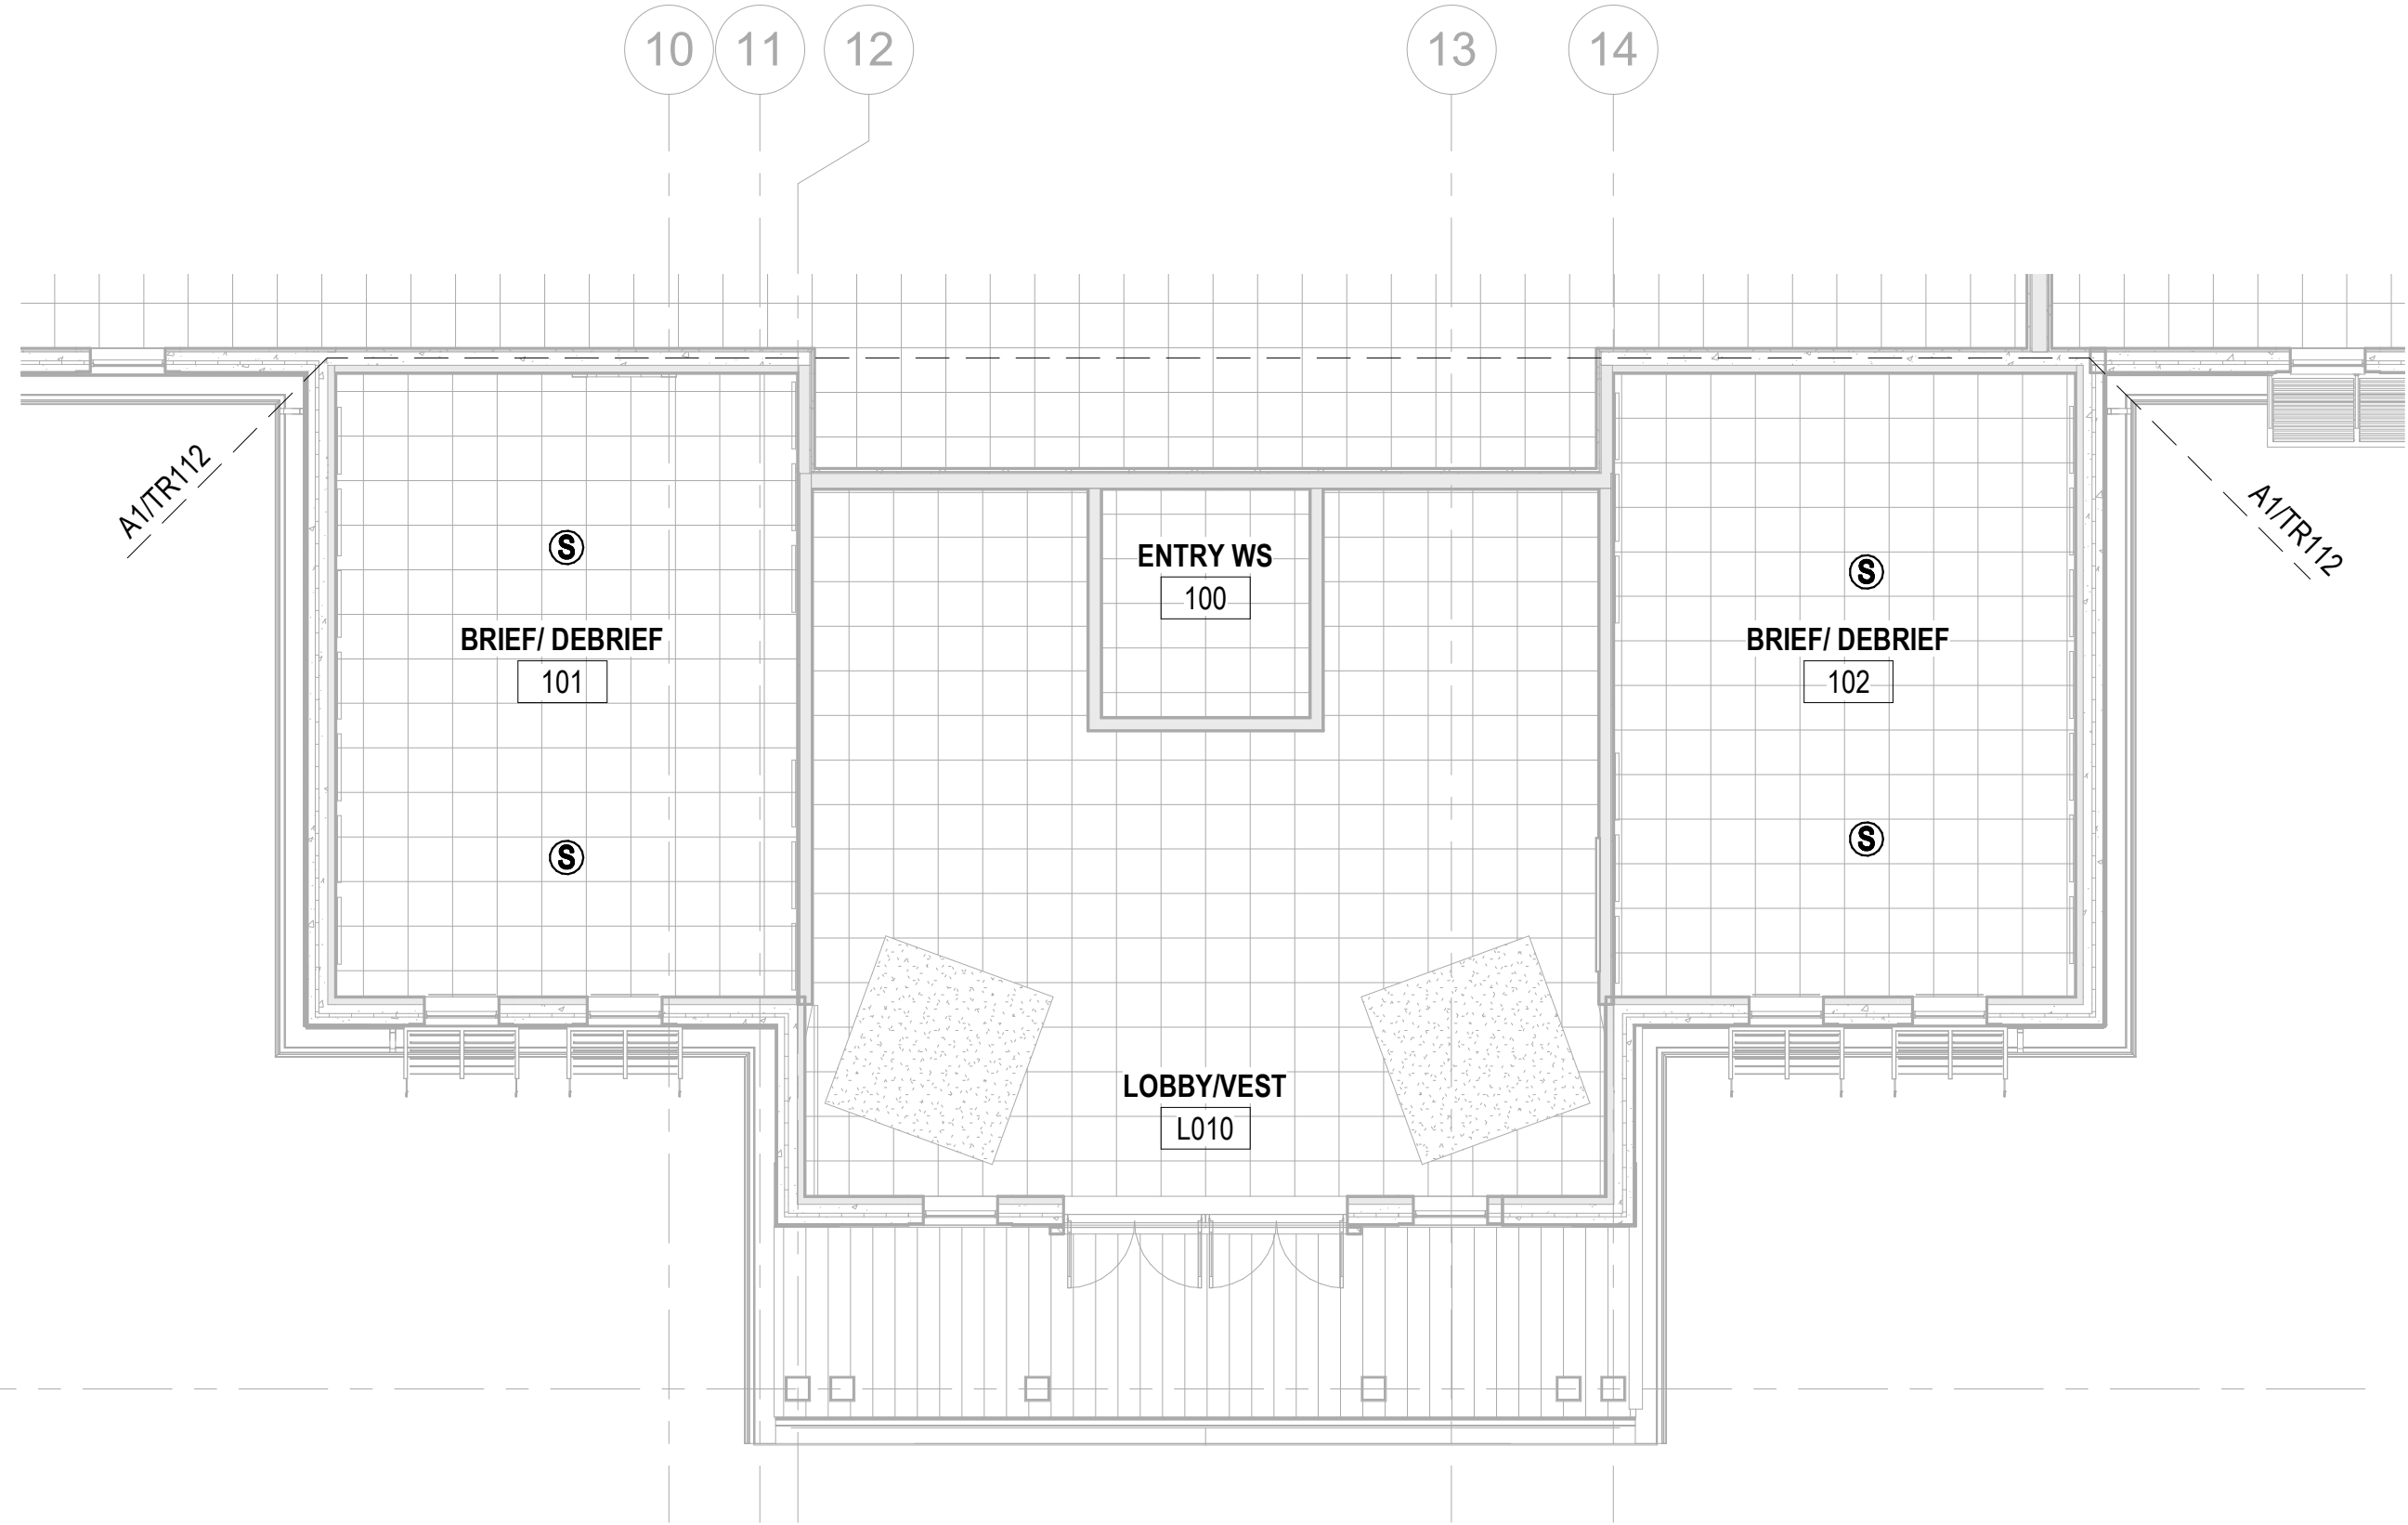 10 11 12 13 14
A1/TR112
A1/TR112
S
S
ENTRY WS
100
BRIEF/ DEBRIEF
101
BRIEF/ DEBRIEF
102
S
S
LOBBY/VEST
L010